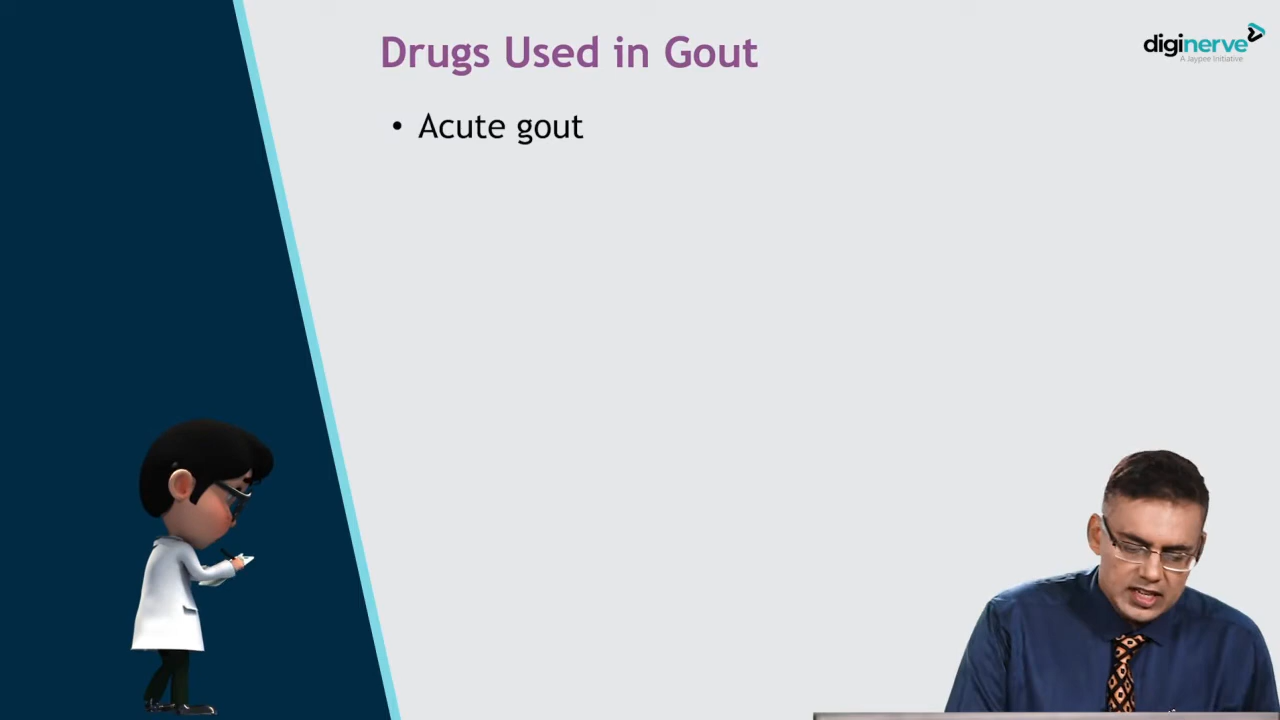 Drugs Used in Gout
diginerve
A Jaypee Initiative
• Acute gout